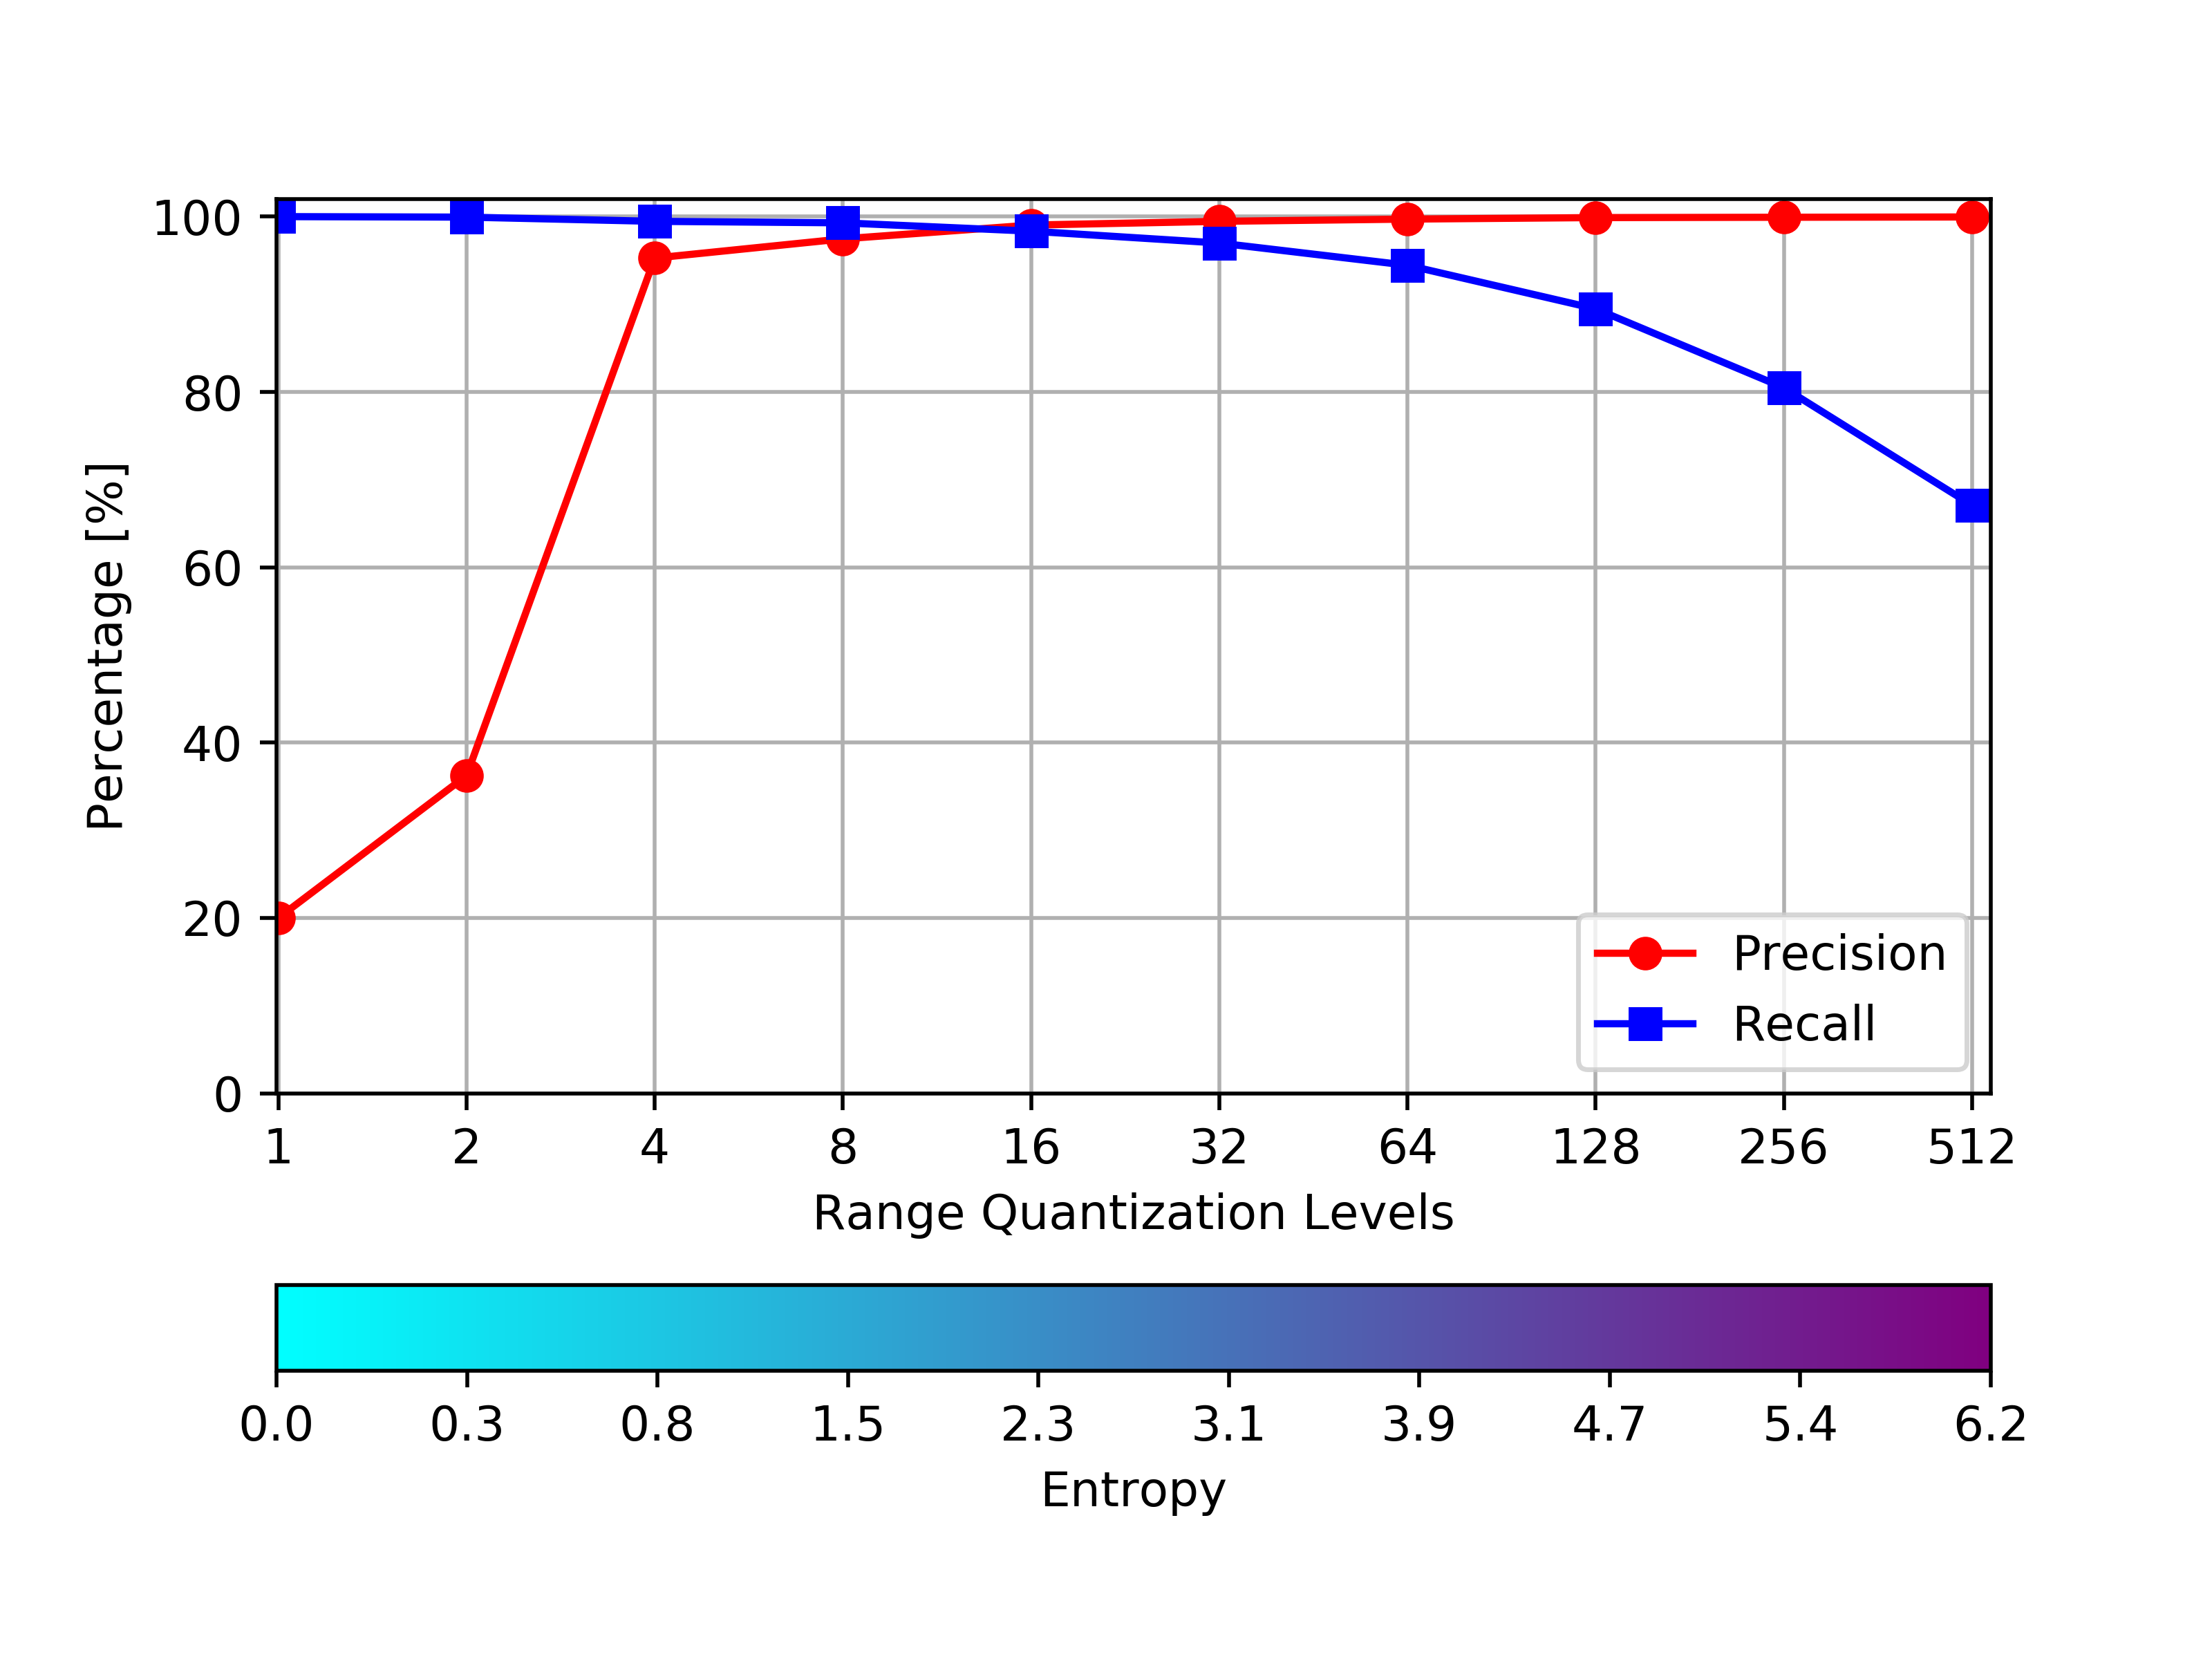 100
80
60
40
20
0
Percentage [%]
Precision
Recall
1 2 4 8 16 32 64 128 256 512
Range Quantization Levels
0.0 0.3 0.8 1.5 2.3 3.1 3.9 4.7 5.4 6.2
Entropy